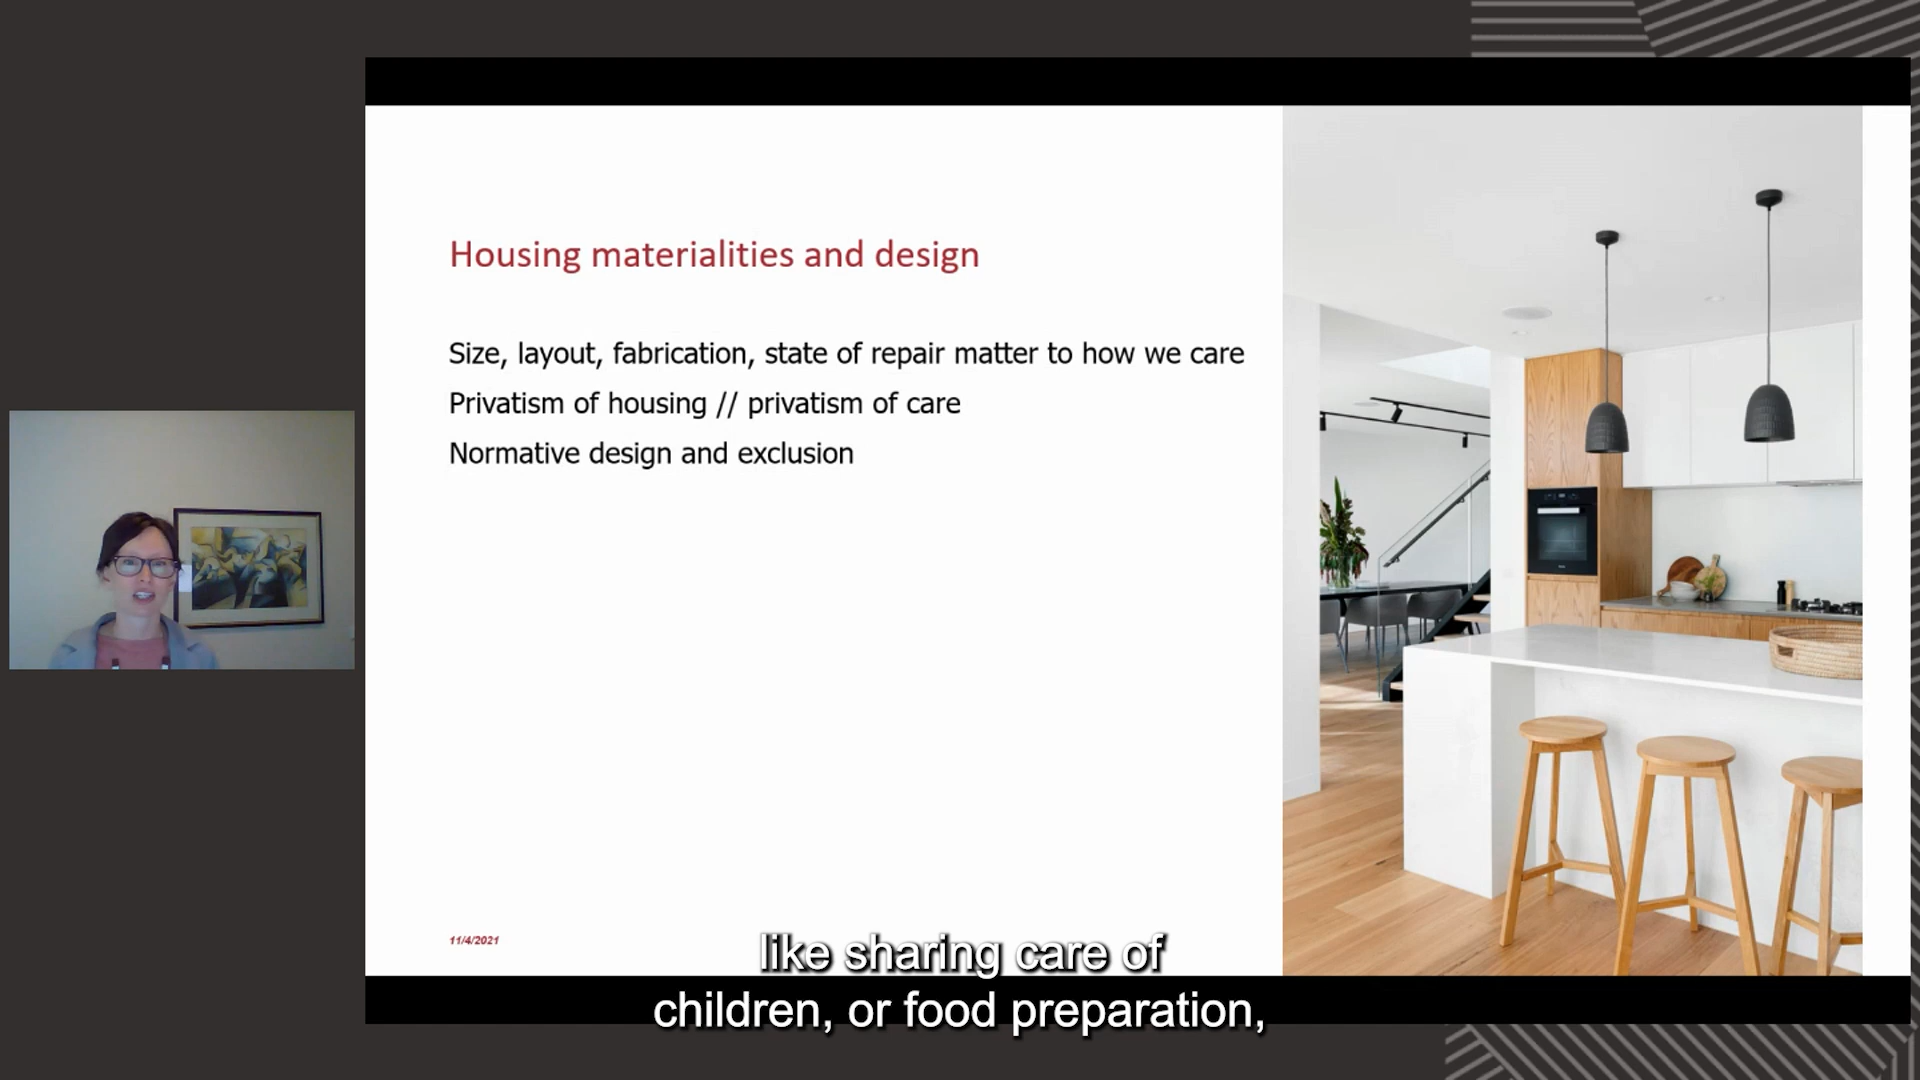 Housing materialities and design
Size, layout, fabrication, state of repair matter to how we care
Privatism of housing // privatism of care
Normative design and exclusion
11/4/2021
like sharing care of
children, or food preparation,